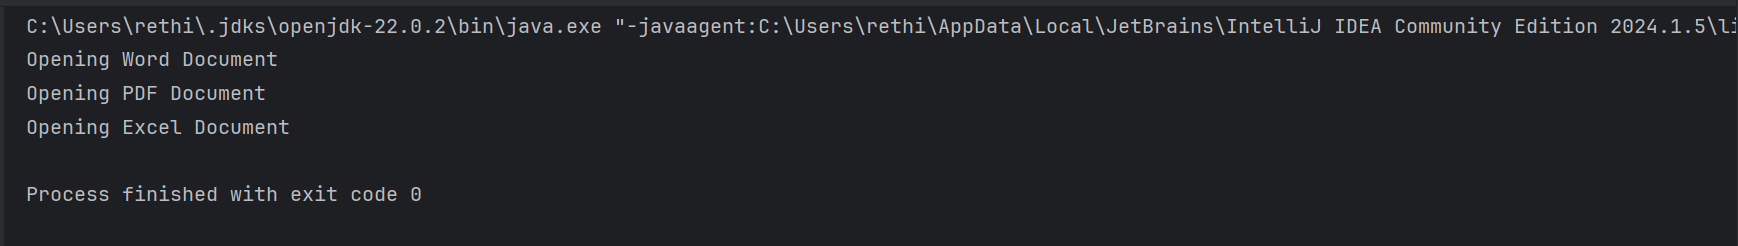 C:\Users\rethi\.jdks\openjdk-22.0.2\bin\java.exe "-javaagent:C:\Users\rethi\AppData\Local\JetBrains\IntelliJ IDEA Community Edition 2024.1.5\li
Opening Word Document
Opening PDF Document
Opening Excel Document
Process finished with exit code 0